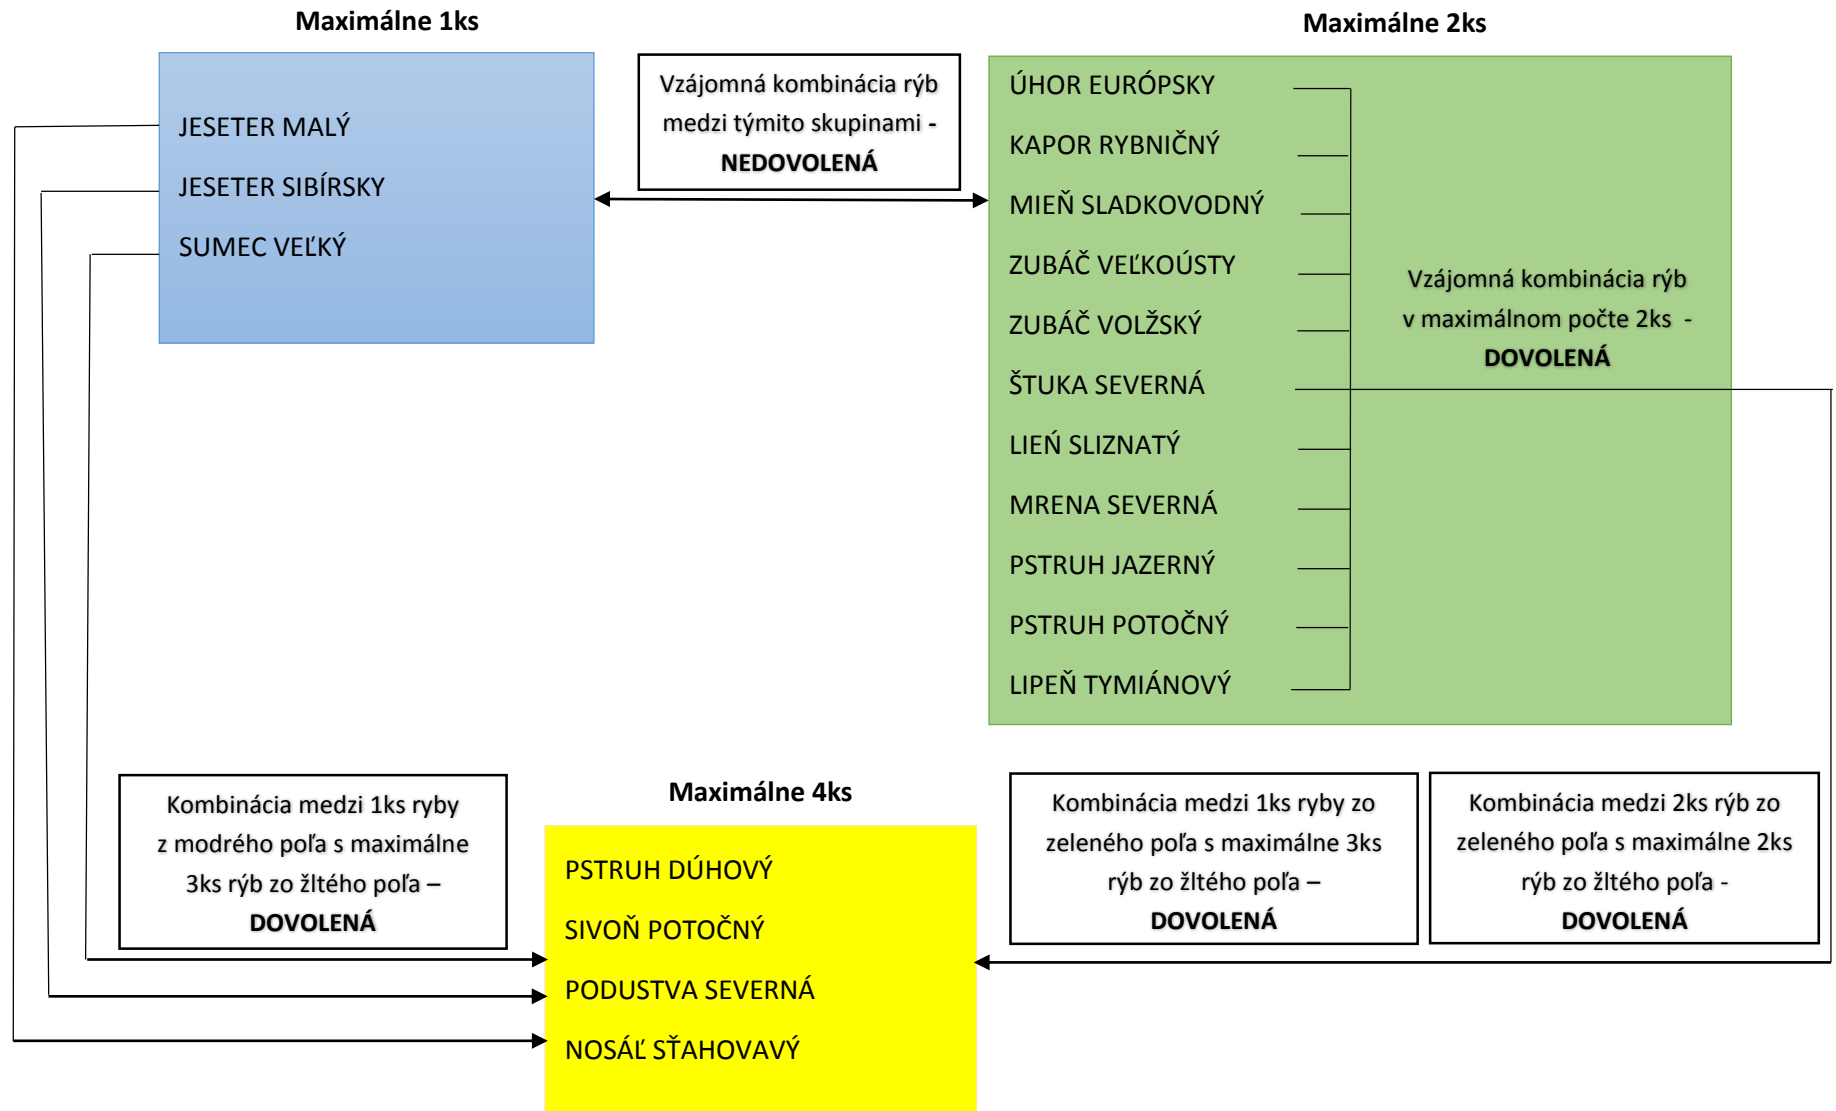 Maximálne 1ks
JESETER MALÝ
JESETER SIBÍRSKY
SUMEC VEĽKÝ
Vzájomná kombinácia rýb
medzi týmito skupinami -
NEDOVOLENÁ
Maximálne 2ks
ÚHOR EURÓPSKY
KAPOR RYBNIČNÝ
MIEŇ SLADKOVODNÝ
ZUBÁČ VEĽKOÚSTY
ZUBÁČ VOLŽSKÝ
ŠTUKA SEVERNÁ
LIEŃ SLIZNATÝ
MRENA SEVERNÁ
PSTRUH JAZERNÝ
PSTRUH POTOČNÝ
LIPEŇ TYMIÁNOVÝ
Vzájomná kombinácia rýb
v maximálnom počte 2ks -
DOVOLENÁ
Kombinácia medzi 1ks ryby
z modrého poľa s maximálne
3ks rýb zo žltého poľa –
DOVOLENÁ
Maximálne 4ks
PSTRUH DÚHOVÝ
SIVOŇ POTOČNÝ
PODUSTVA SEVERNÁ
NOSÁĽ SŤAHOVAVÝ
Kombinácia medzi 1ks ryby zo
zeleného poľa s maximálne 3ks
rýb zo žltého poľa –
DOVOLENÁ
Kombinácia medzi 2ks rýb zo
zeleného poľa s maximálne 2ks
rýb zo žltého poľa -
DOVOLENÁ